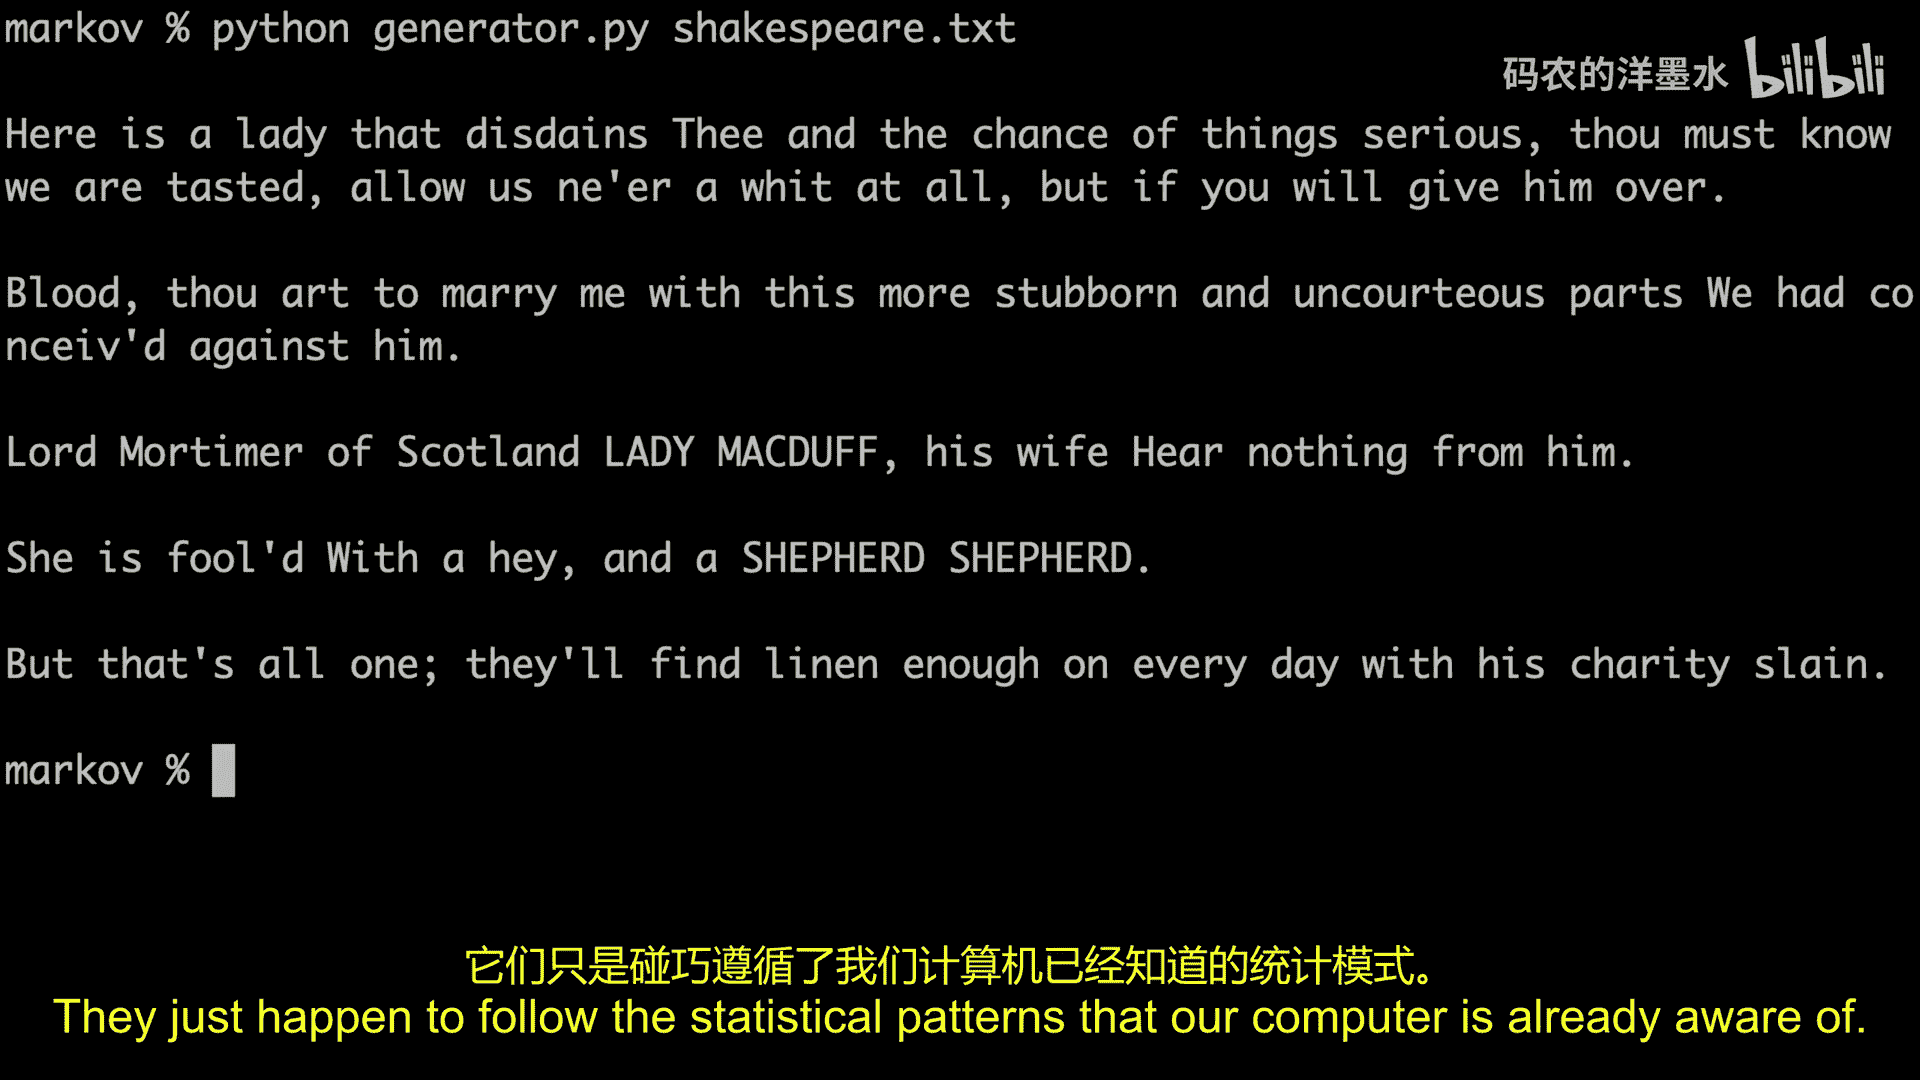 markov % python generator.py shakespeare.txt
码农的洋墨水 bilibili
Here is a lady that disdains Thee and the chance of things serious, thou must know
we are tasted, allow us ne'er a whit at all, but if you will give him over.
Blood, thou art to marry me with this more stubborn and uncourteous parts We had co
nceiv'd against him.
Lord Mortimer of Scotland LADY MACDUFF, his wife Hear nothing from him.
She is fool'd With a hey, and a SHEPHERD SHEPHERD.
But that's all one; they'll find linen enough on every day with his charity slain.
markov %
它们只是碰巧遵循了我们计算机已经知道的统计模式。
They just happen to follow the statistical patterns that our computer is already aware of.